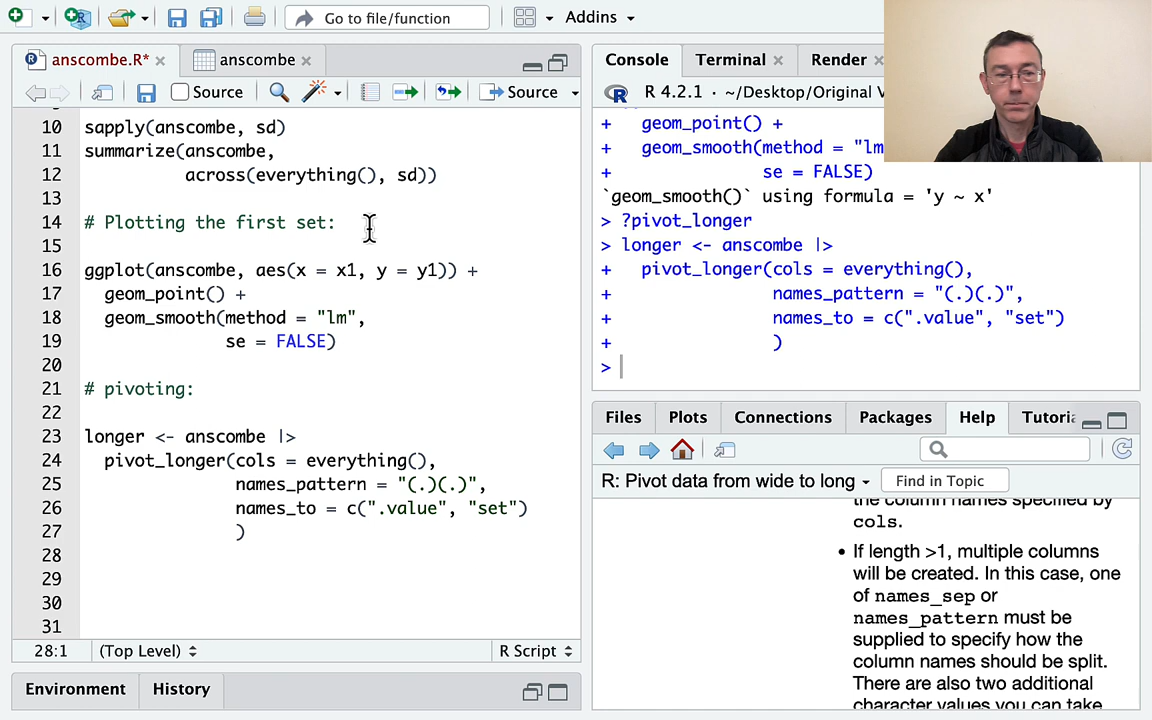 Go to file/function
Addins
anscombe.R*
anscombe
Source
Source
10 sapply(anscombe, sd)
11 summarize(anscombe,
12 across(everything(), sd))
13
14 # Plotting the first set:
15
16 ggplot(anscombe, aes(x = x1, y = y1)) +
17 geom_point() +
18 geom_smooth(method = "lm",
19 se = FALSE)
20
21 # pivoting:
22
23 longer <- anscombe |>
24 pivot_longer(cols = everything(),
25 names_pattern = "(.)(.)",
26 names_to = c(".value", "set")
27 )
28
29
30
31
28:1 (Top Level) R Script
Environment History
Console Terminal Render
R 4.2.1 · ~/Desktop/Original V
+ geom_point() +
+ geom_smooth(method = "lm
+ se = FALSE)
`geom_smooth()` using formula = 'y ~ x'
> ?pivot_longer
> longer <- anscombe |>
+ pivot_longer(cols = everything(),
+ names_pattern = "(.)(.)",
+ names_to = c(".value", "set")
+ )
>
Files Plots Connections Packages Help Tutoria
R: Pivot data from wide to long Find in Topic
the column names specified by
cols.
• If length >1, multiple columns
will be created. In this case, one
of names_sep or
names_pattern must be
supplied to specify how the
column names should be split.
There are also two additional
character values you can take